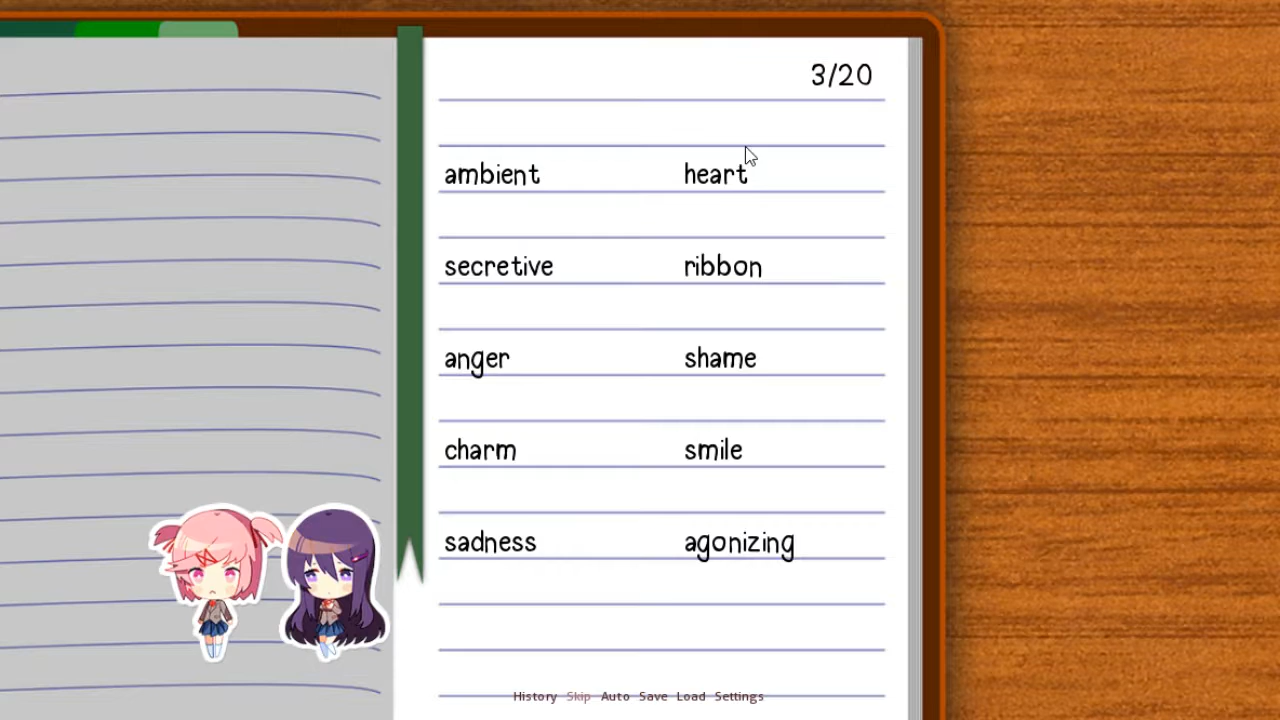 3/20
ambient heart
secretive ribbon
anger shame
charm smile
sadness agonizing
History Skip Auto Save Load Settings